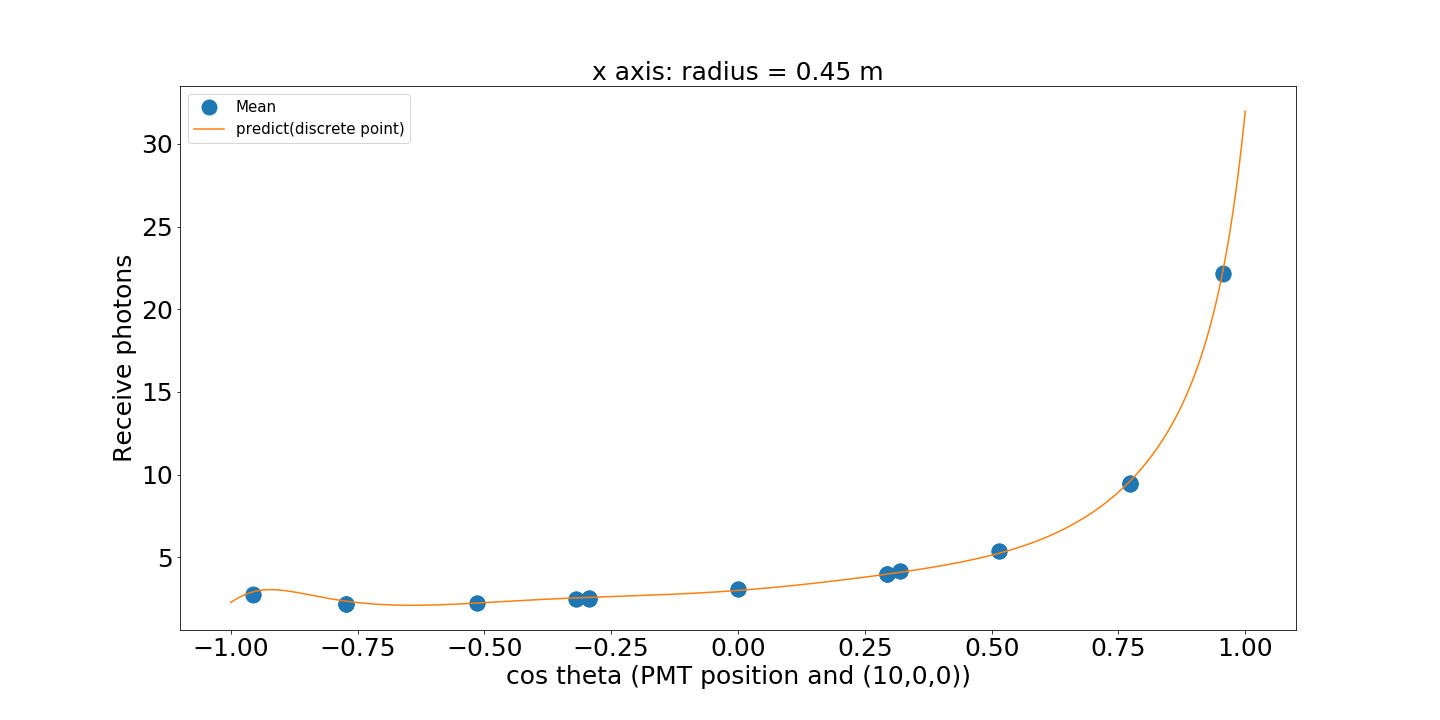 x axis: radius = 0.45 m
Mean
predict(discrete point)
30
25
20
15
10
5
Receive photons
−1.00 −0.75 −0.50 −0.25 0.00 0.25 0.50 0.75 1.00
cos theta (PMT position and (10,0,0))